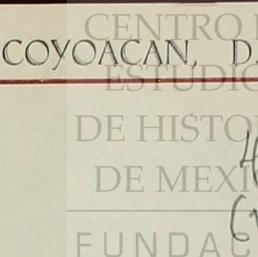 CENTRO
COYOACAN, D.
ESTUDIO
DE HISTO
DE MEXI
FUNDAC